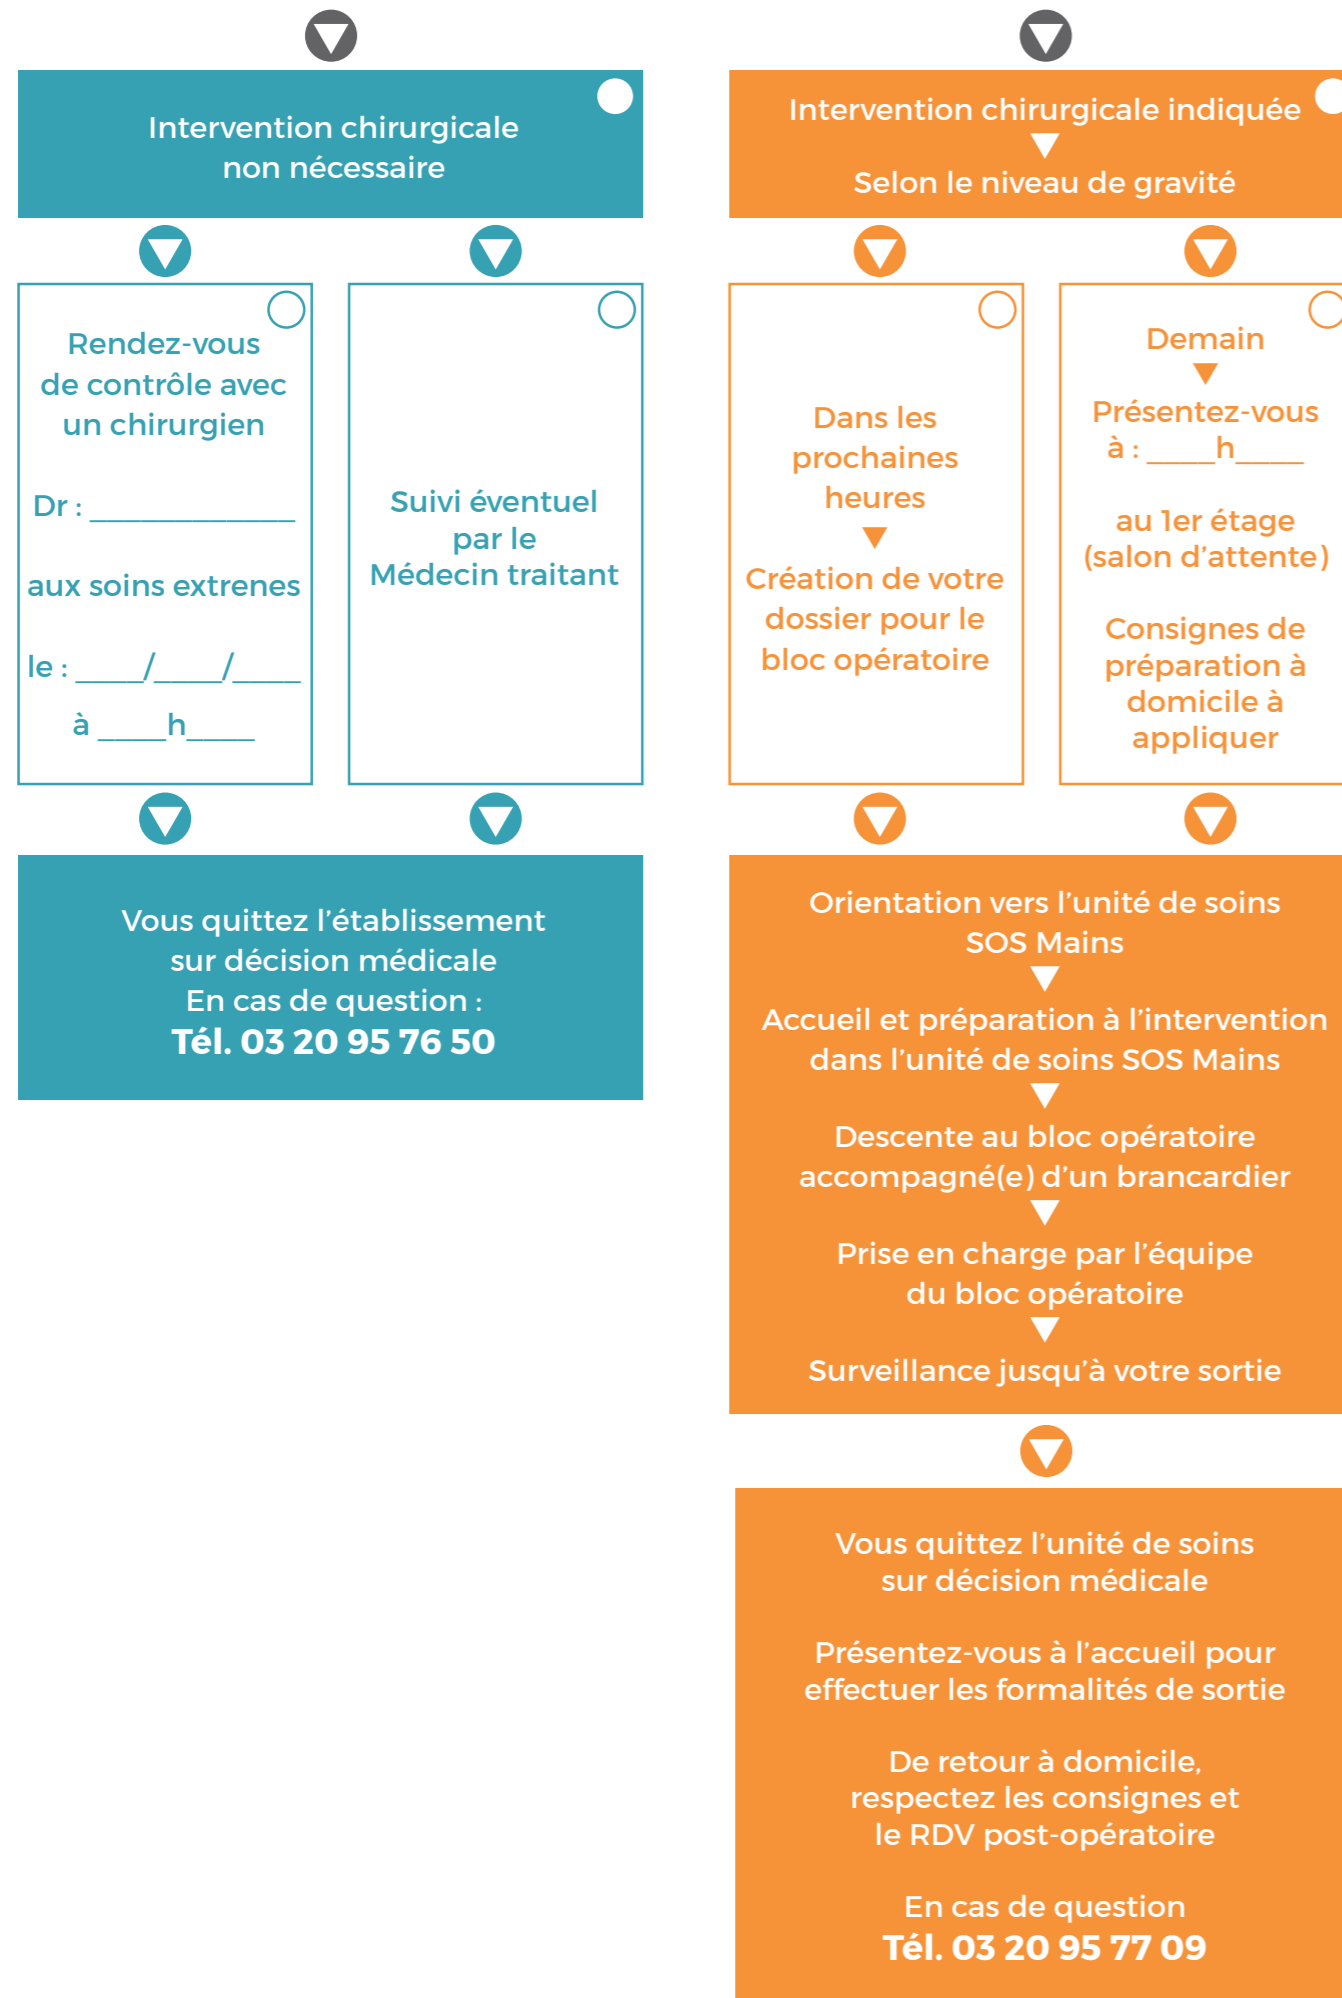 Intervention chirurgicale
non nécessaire
Rendez-vous
de contrôle avec
un chirurgien
Dr : ____________
aux soins extrenes
le : ____/____/____
à ____h____
Suivi éventuel
par le
Médecin traitant
Vous quittez l’établissement
sur décision médicale
En cas de question :
Tél. 03 20 95 76 50
Intervention chirurgicale indiquée
Selon le niveau de gravité
Dans les
prochaines
heures
Création de votre
dossier pour le
bloc opératoire
Demain
Présentez-vous
à : ____h____
au 1er étage
(salon d’attente)
Consignes de
préparation à
domicile à
appliquer
Orientation vers l’unité de soins
SOS Mains
Accueil et préparation à l’intervention
dans l’unité de soins SOS Mains
Descente au bloc opératoire
accompagné(e) d’un brancardier
Prise en charge par l’équipe
du bloc opératoire
Surveillance jusqu’à votre sortie
Vous quittez l’unité de soins
sur décision médicale
Présentez-vous à l’accueil pour
effectuer les formalités de sortie
De retour à domicile,
respectez les consignes et
le RDV post-opératoire
En cas de question
Tél. 03 20 95 77 09